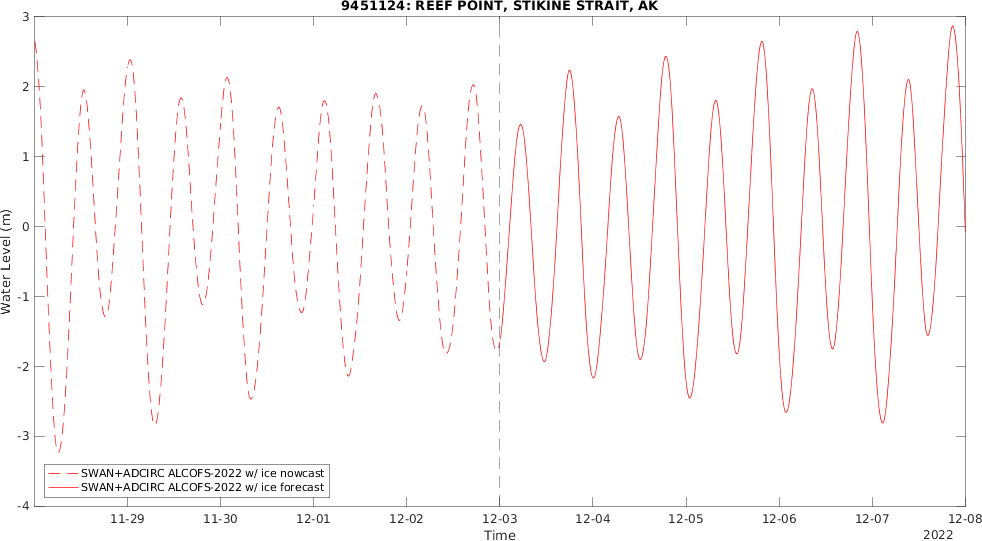 9451124: REEF POINT, STIKINE STRAIT, AK
3
2
1
0
-1
-2
-3
-4
Water Level (m)
SWAN+ADCIRC ALCOFS-2022 w/ ice nowcast
SWAN+ADCIRC ALCOFS-2022 w/ ice forecast
11-29 11-30 12-01 12-02 12-03 12-04 12-05 12-06 12-07 12-08
Time
2022